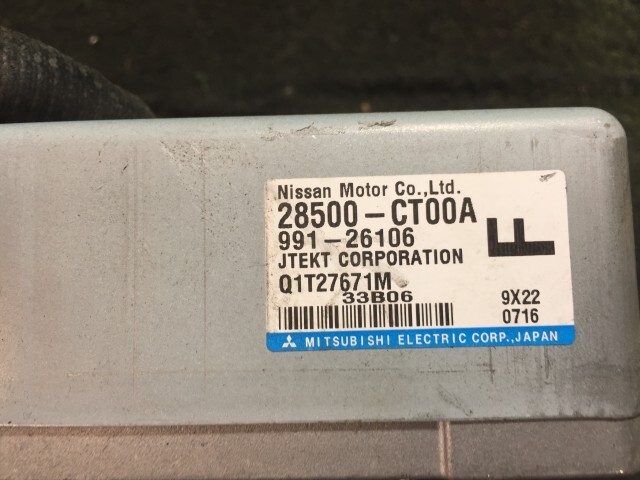 Nissan Motor Co.,Ltd.
28500-CT00A
991-26106
F
JTEKT CORPORATION
Q1T27671M
33B06
9X22
0716
MITSUBISHI ELECTRIC CORP.,JAPAN